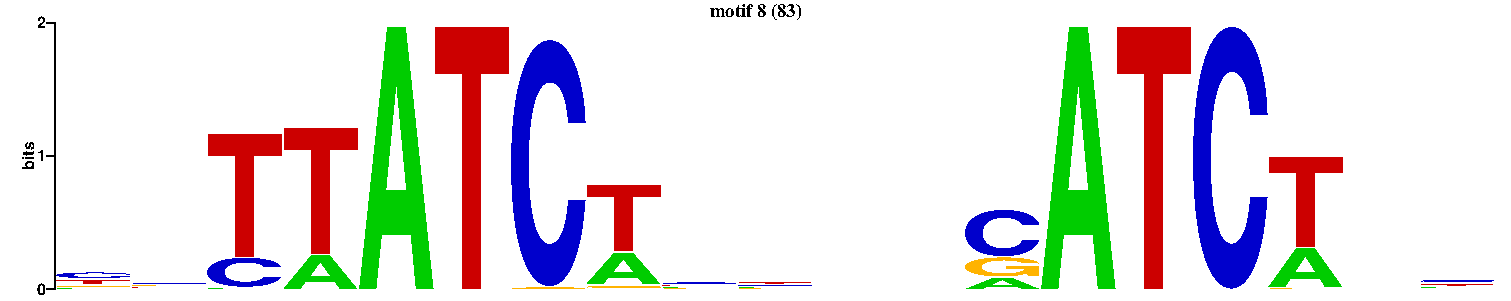 motif 8 (83)
2
bits
1
0
T T A T C T A T C T
C A A C G A A